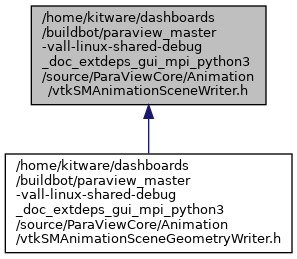 /home/kitware/dashboards
/buildbot/paraview_master
-vall-linux-shared-debug
_doc_extdeps_gui_mpi_python3
/source/ParaViewCore/Animation
/vtkSMAnimationSceneWriter.h
/home/kitware/dashboards
/buildbot/paraview_master
-vall-linux-shared-debug
_doc_extdeps_gui_mpi_python3
/source/ParaViewCore/Animation
/vtkSMAnimationSceneGeometryWriter.h